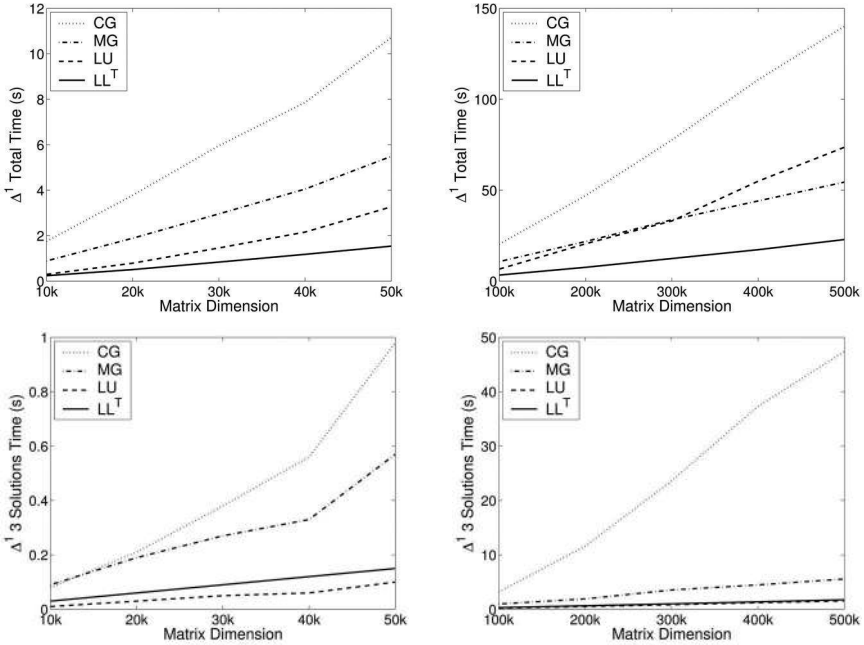 12
10
8
6
4
2
0
Δ¹ Total Time (s)
CG
MG
LU
LLᵀ
10k 20k 30k 40k 50k
Matrix Dimension
150
100
50
0
Δ¹ Total Time (s)
CG
MG
LU
LLᵀ
100k 200k 300k 400k 500k
Matrix Dimension
1
0.8
0.6
0.4
0.2
0
Δ¹ 3 Solutions Time (s)
CG
MG
LU
LLᵀ
10k 20k 30k 40k 50k
Matrix Dimension
50
40
30
20
10
0
Δ¹ 3 Solutions Time (s)
CG
MG
LU
LLᵀ
100k 200k 300k 400k 500k
Matrix Dimension